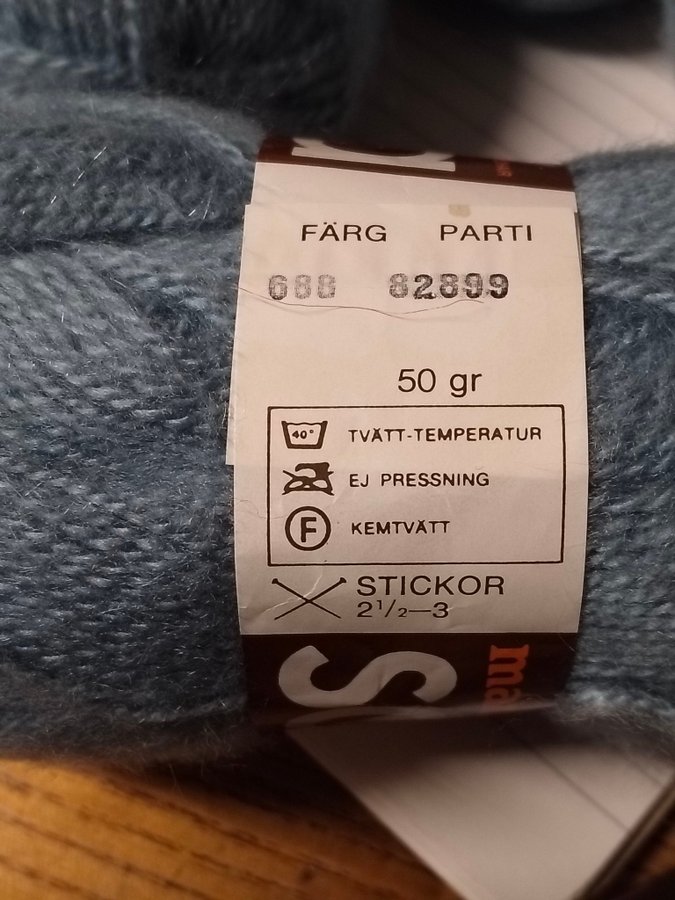 FÄRG PARTI
688 82899
50 gr
40°
TVÄTT-TEMPERATUR
EJ PRESSNING
F
KEMTVÄTT
STICKOR
2½—3